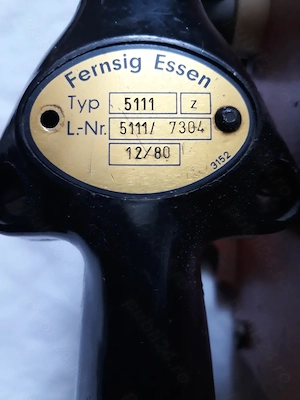 Fernsig Essen
Typ 5111 z
L-Nr. 5111/ 7304
12/80
3152